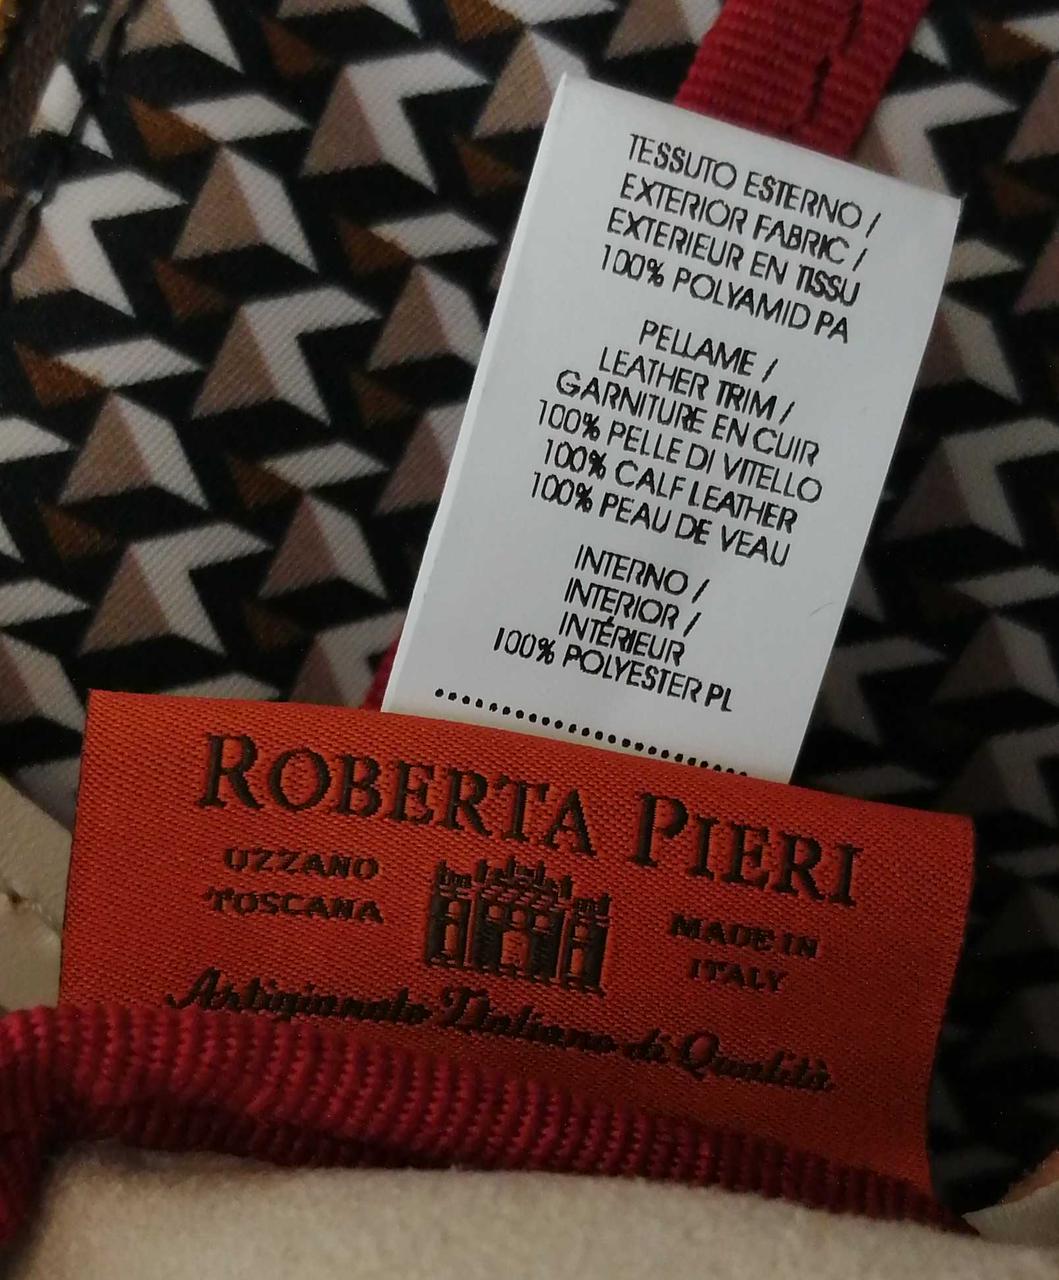 TESSUTO ESTERNO /
EXTERIOR FABRIC /
EXTERIEUR EN TISSU
100% POLYAMID PA
PELLAME /
LEATHER TRIM /
GARNITURE EN CUIR
100% PELLE DI VITELLO
100% CALF LEATHER
100% PEAU DE VEAU
INTERNO /
INTERIOR /
INTÉRIEUR
100% POLYESTER PL
ROBERTA PIERI
UZZANO
TOSCANA
MADE IN
ITALY
Artigianato Italiano di Qualità